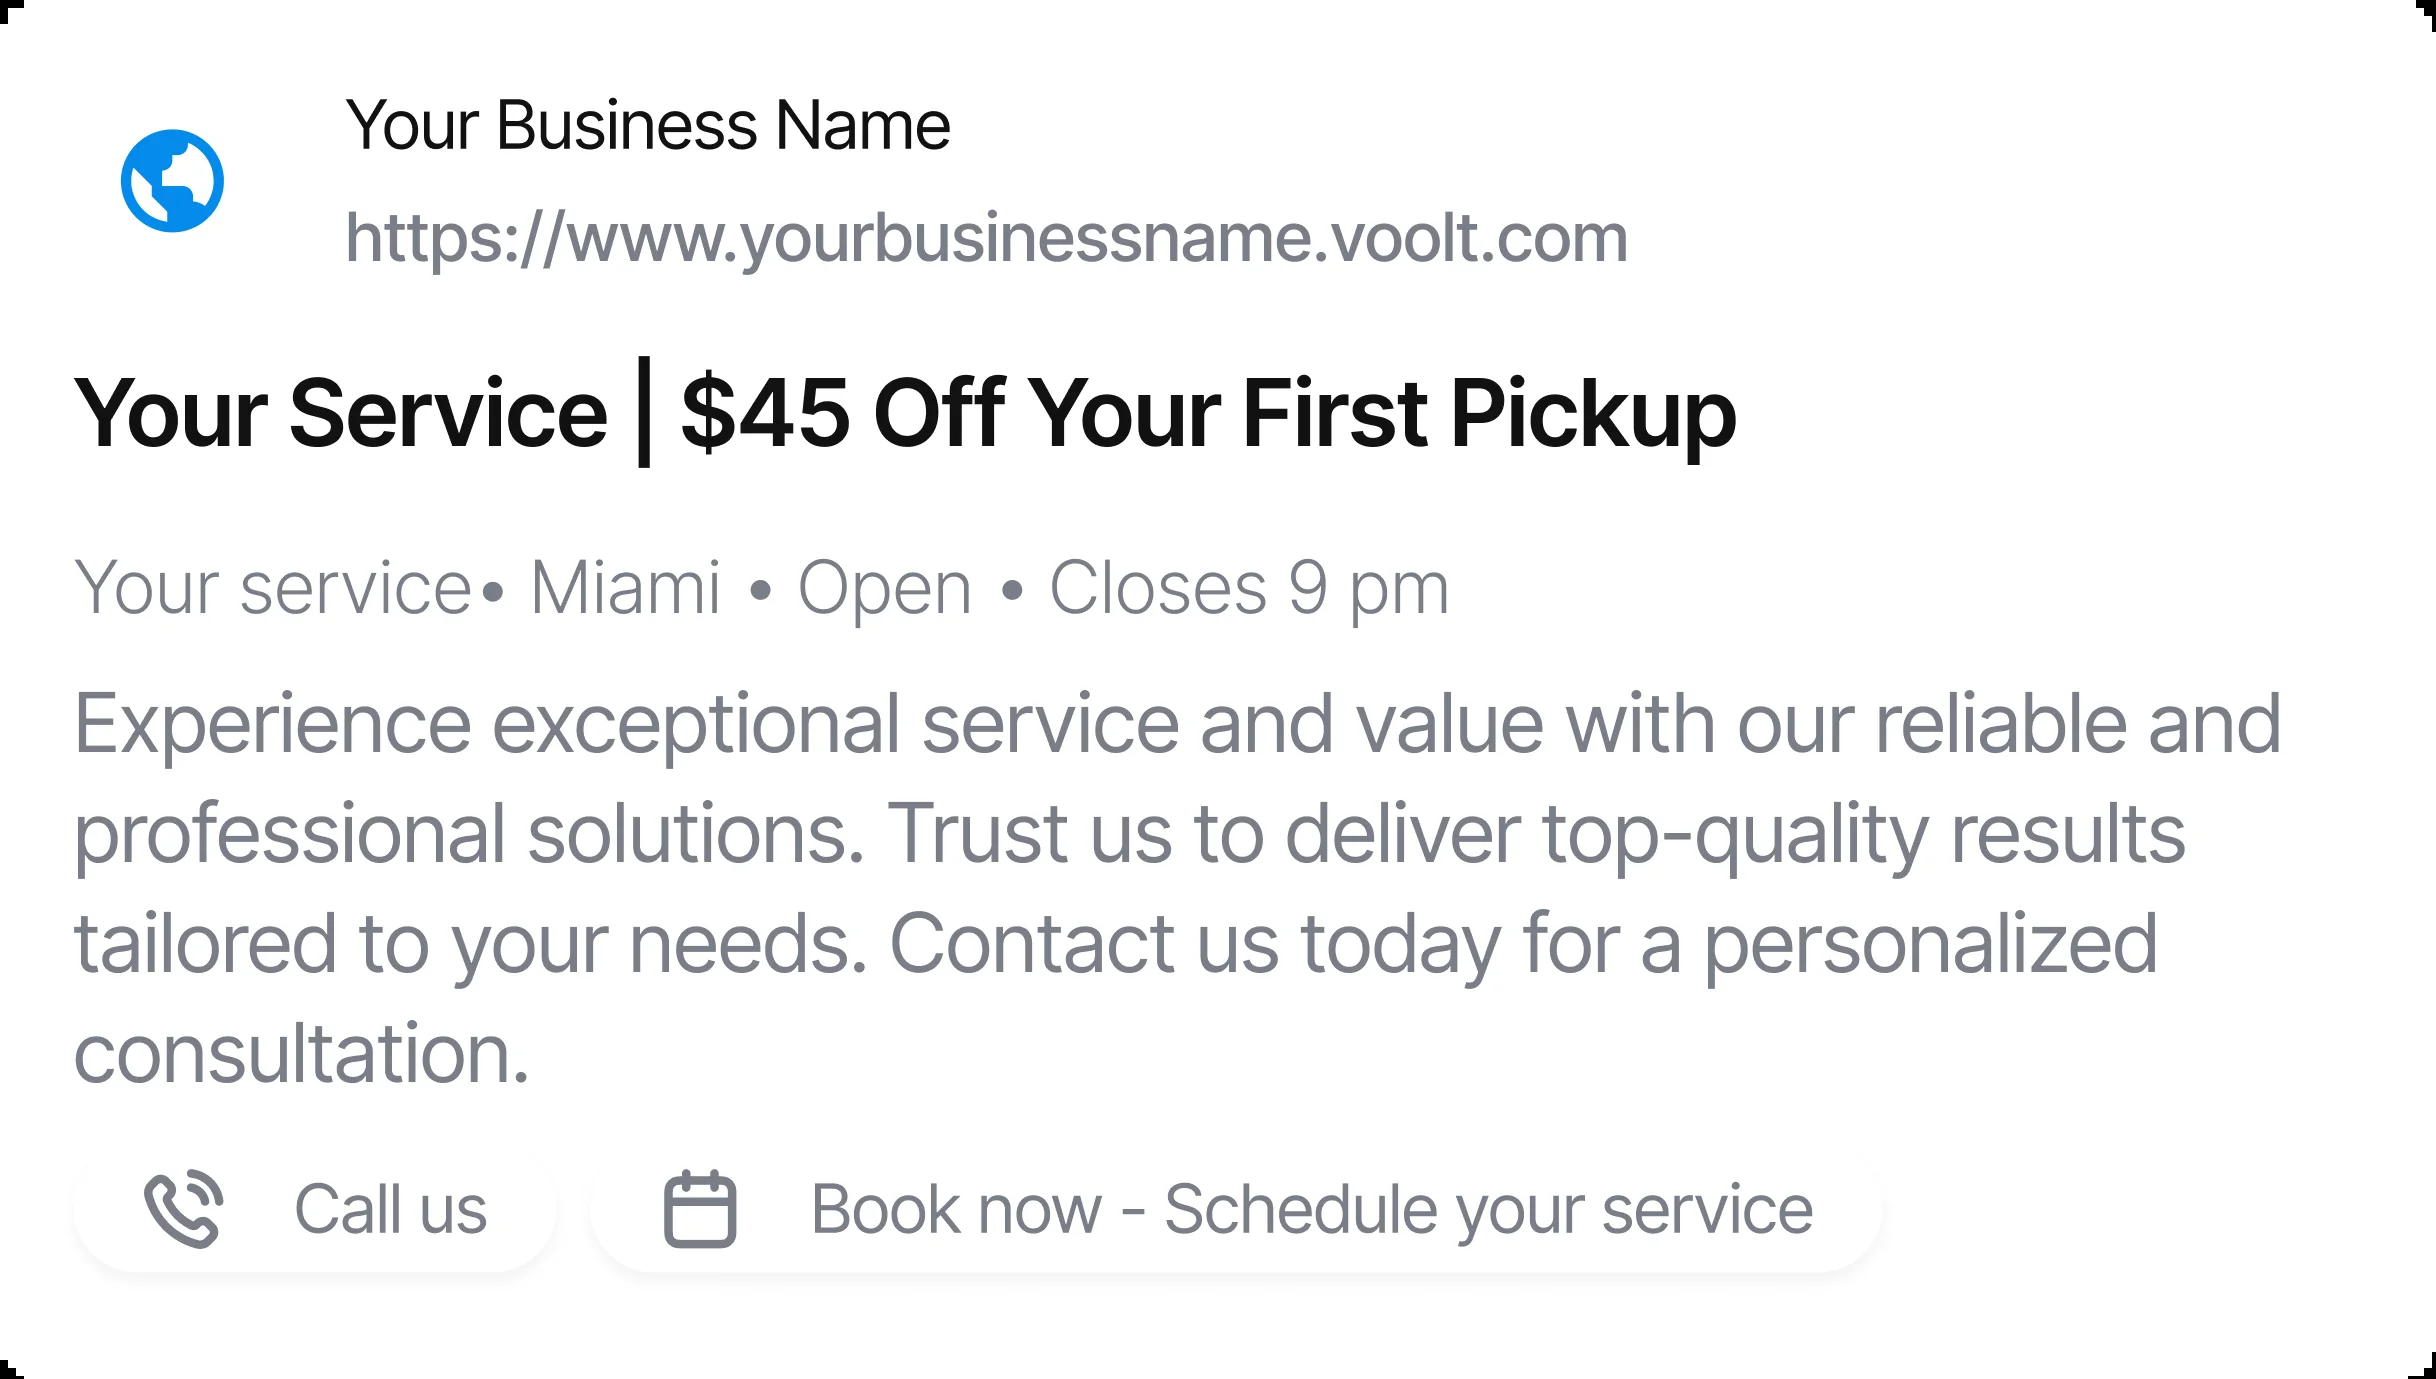 Your Business Name
https://www.yourbusinessname.voolt.com
Your Service | $45 Off Your First Pickup
Your service• Miami • Open • Closes 9 pm
Experience exceptional service and value with our reliable and
professional solutions. Trust us to deliver top-quality results
tailored to your needs. Contact us today for a personalized
consultation.
Call us
Book now - Schedule your service